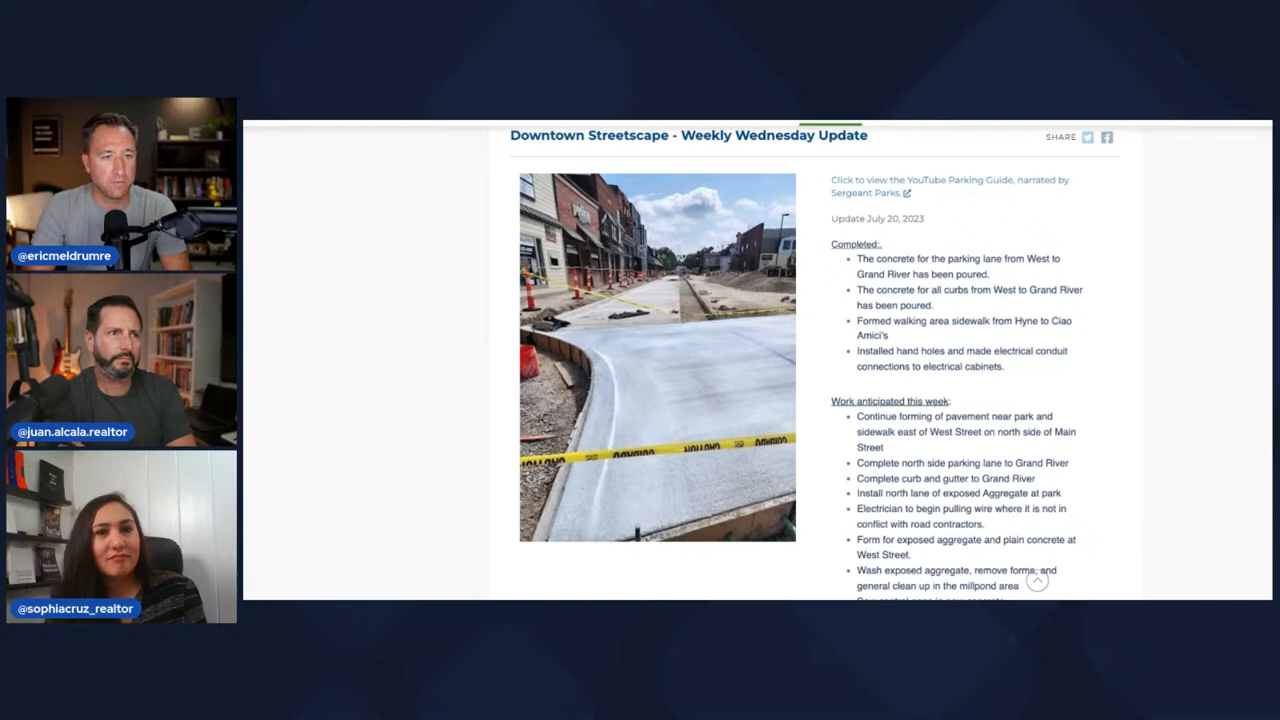 @ericmeldrumre
@juan.alcala.realtor
@sophiacruz_realtor
Downtown Streetscape - Weekly Wednesday Update
SHARE
Click to view the YouTube Parking Guide, narrated by
Sergeant Parks.
Update July 20, 2023
Completed:.
The concrete for the parking lane from West to
Grand River has been poured.
The concrete for all curbs from West to Grand River
has been poured.
Formed walking area sidewalk from Hyne to Ciao
Amici's
Installed hand holes and made electrical conduit
connections to electrical cabinets.
Work anticipated this week:
Continue forming of pavement near park and
sidewalk east of West Street on north side of Main
Street
Complete north side parking lane to Grand River
Complete curb and gutter to Grand River
Install north lane of exposed Aggregate at park
Electrician to begin pulling wire where it is not in
conflict with road contractors.
Form for exposed aggregate and plain concrete at
West Street.
Wash exposed aggregate, remove forms, and
general clean up in the millpond area
CAUTION CAUTION CAUTION